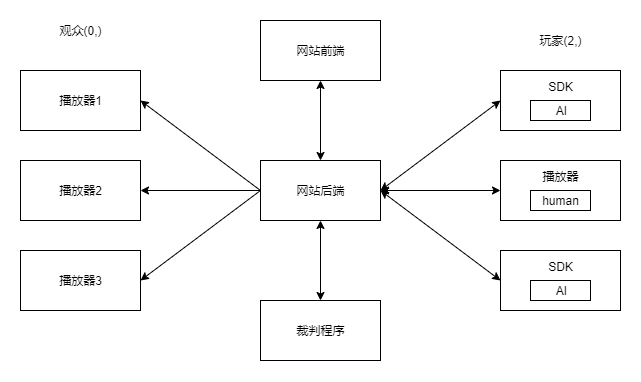 观众(0,)
网站前端
玩家(2,)
播放器1
SDK
AI
播放器2
网站后端
播放器
human
播放器3
SDK
AI
裁判程序